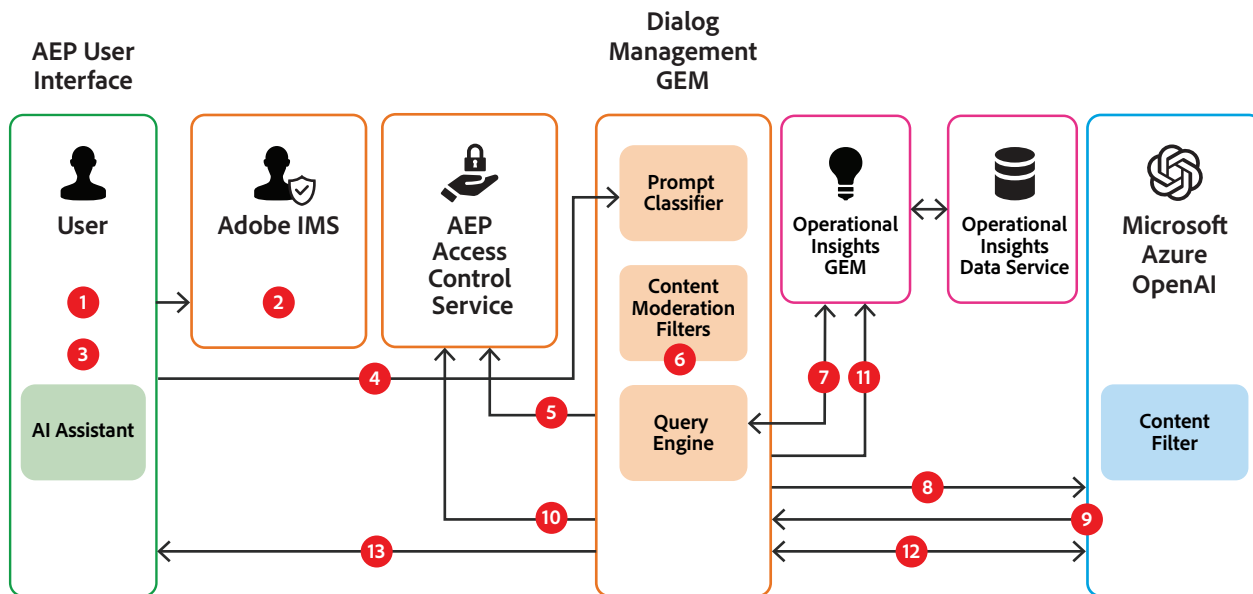 AEP User
Interface
Dialog
Management
GEM
User
1
3
AI Assistant
Adobe IMS
2
AEP
Access
Control
Service
4
5
10
13
Prompt
Classifier
Content
Moderation
Filters
6
Query
Engine
Operational
Insights
GEM
7
11
Operational
Insights
Data Service
8
9
12
Microsoft
Azure
OpenAI
Content
Filter